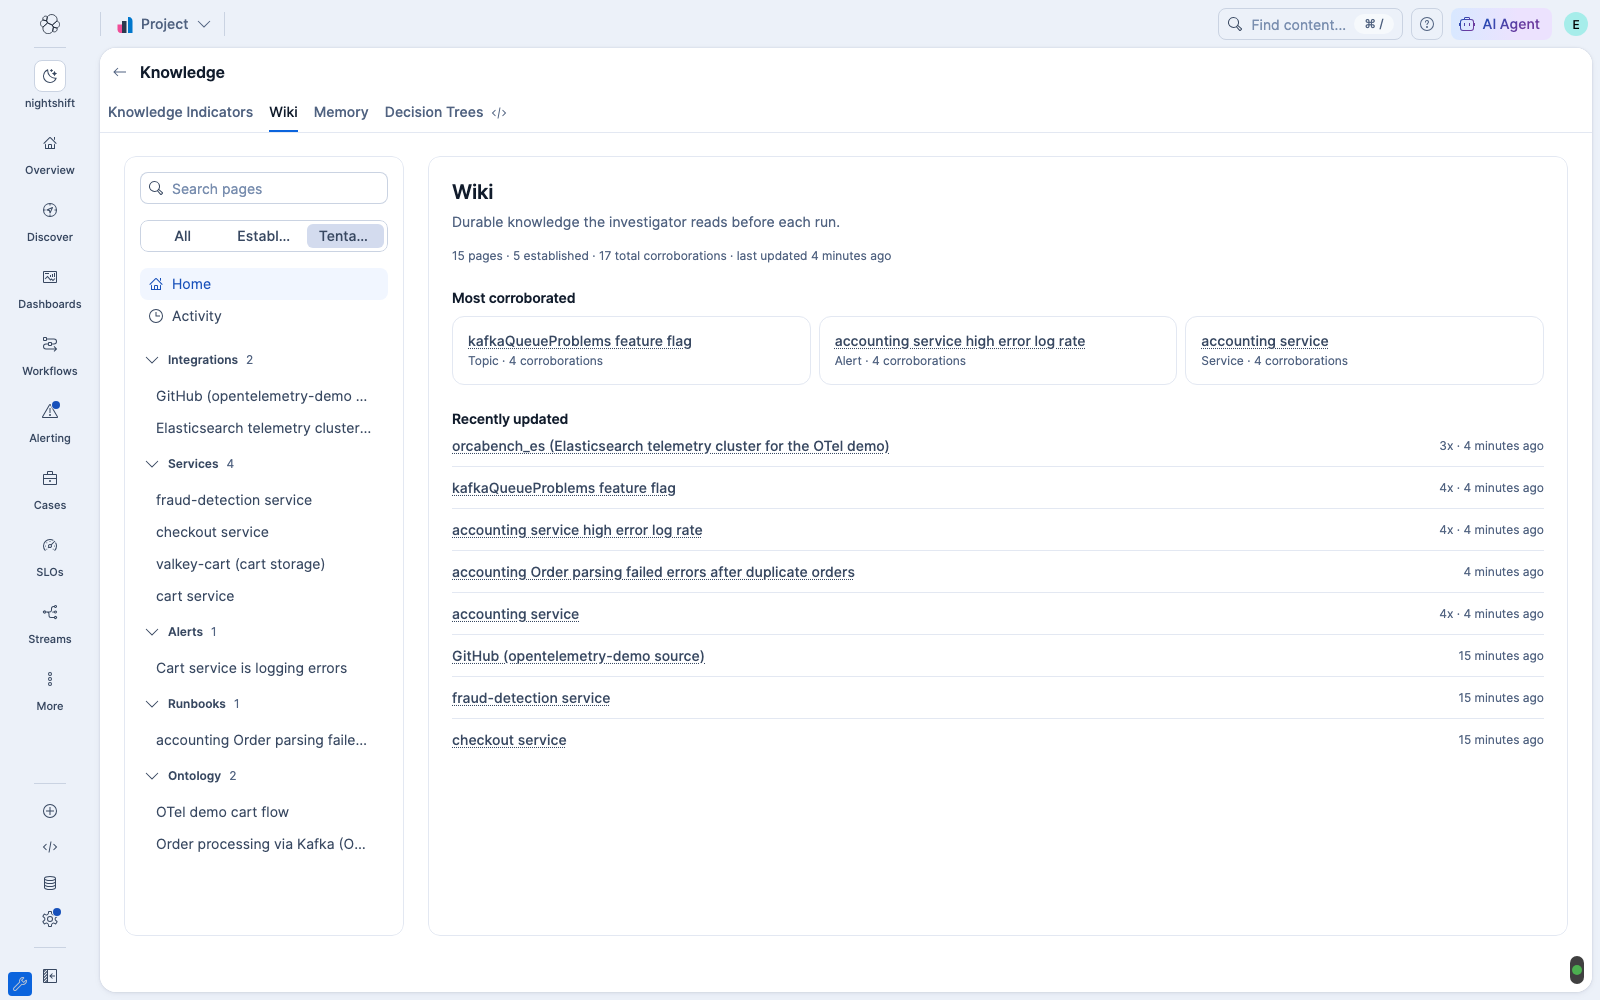 Project
Find content...
⌘ /
AI Agent
E
nightshift
Overview
Discover
Dashboards
Workflows
Alerting
Cases
SLOs
Streams
More
Knowledge
Knowledge Indicators
Wiki
Memory
Decision Trees
Search pages
All
Establ...
Tenta...
Home
Activity
Integrations 2
GitHub (opentelemetry-demo ...
Elasticsearch telemetry cluster...
Services 4
fraud-detection service
checkout service
valkey-cart (cart storage)
cart service
Alerts 1
Cart service is logging errors
Runbooks 1
accounting Order parsing faile...
Ontology 2
OTel demo cart flow
Order processing via Kafka (O...
Wiki
Durable knowledge the investigator reads before each run.
15 pages · 5 established · 17 total corroborations · last updated 4 minutes ago
Most corroborated
kafkaQueueProblems feature flag
Topic · 4 corroborations
accounting service high error log rate
Alert · 4 corroborations
accounting service
Service · 4 corroborations
Recently updated
orcabench_es (Elasticsearch telemetry cluster for the OTel demo) 3x · 4 minutes ago
kafkaQueueProblems feature flag 4x · 4 minutes ago
accounting service high error log rate 4x · 4 minutes ago
accounting Order parsing failed errors after duplicate orders 4 minutes ago
accounting service 4x · 4 minutes ago
GitHub (opentelemetry-demo source) 15 minutes ago
fraud-detection service 15 minutes ago
checkout service 15 minutes ago